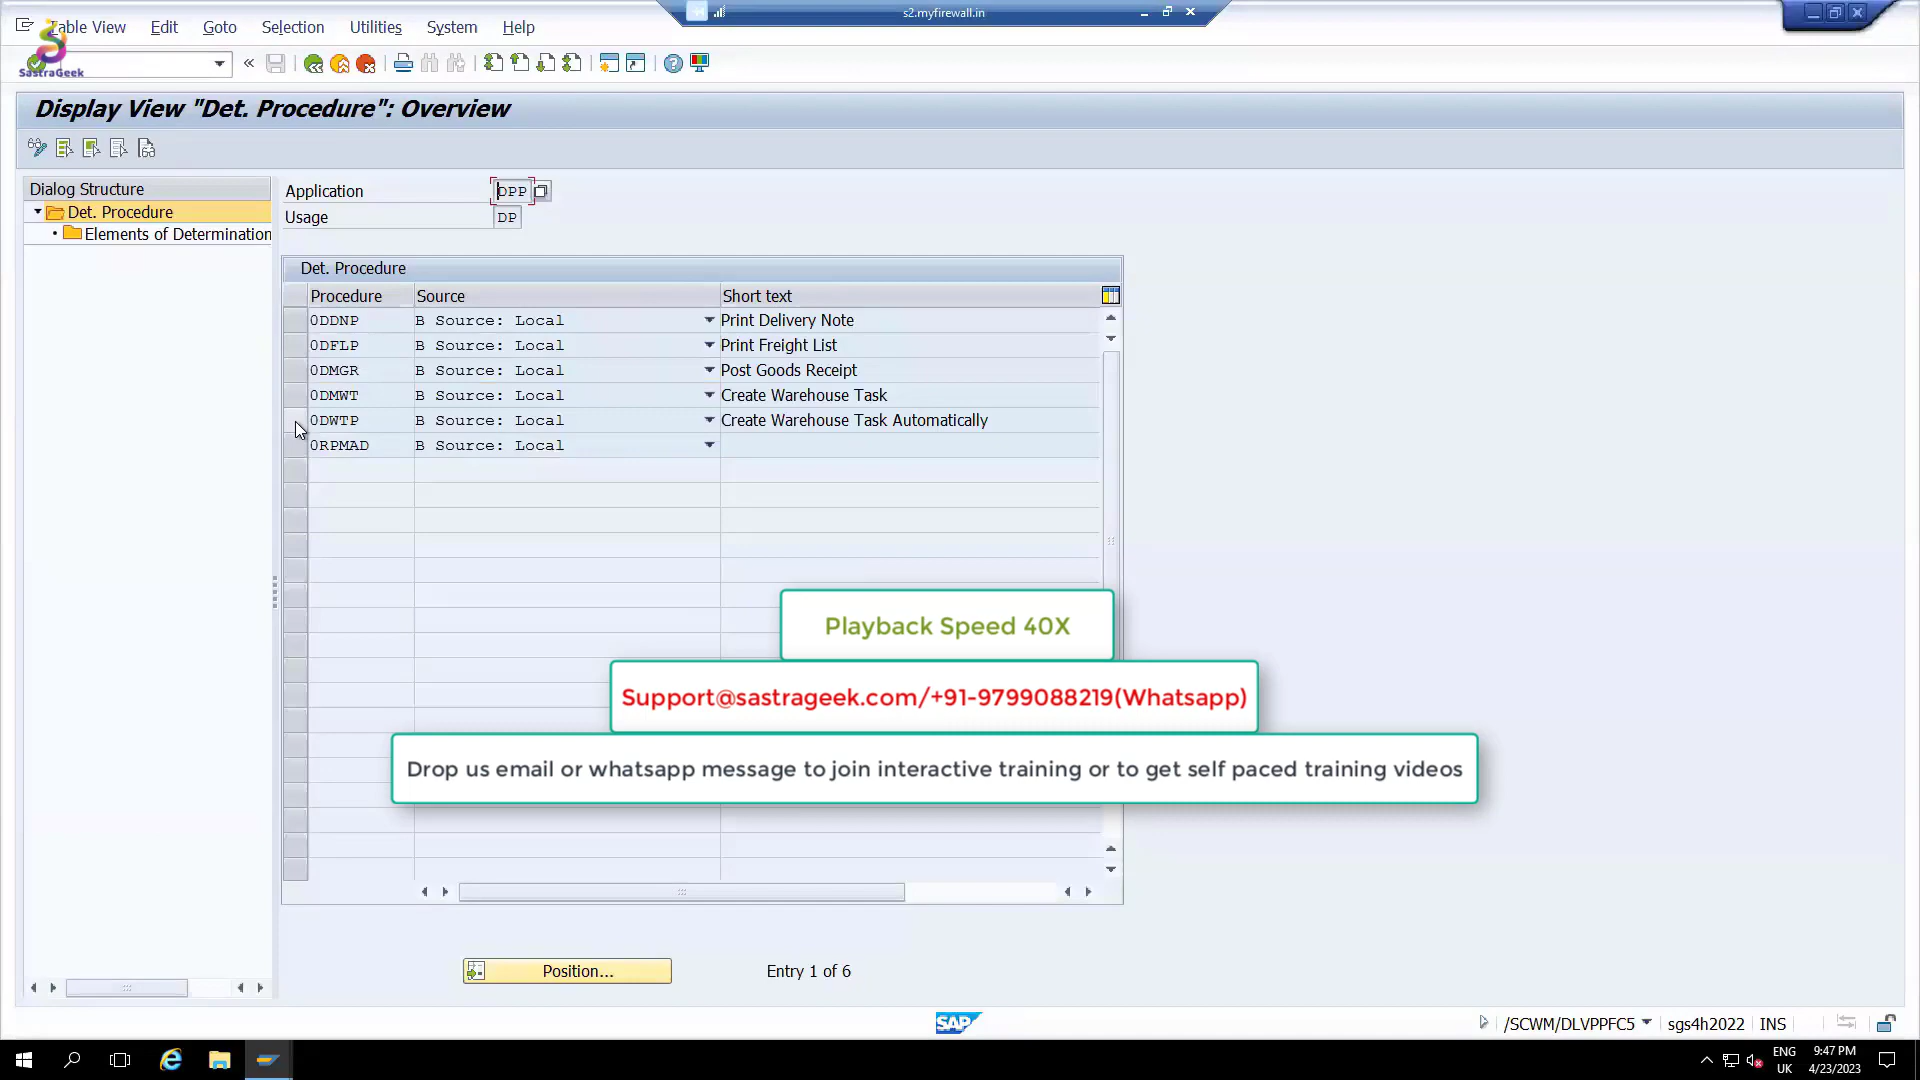 s2.myfirewall.in
Table View Edit Goto Selection Utilities System Help
SastraGeek
Display View "Det. Procedure": Overview
Dialog Structure
Det. Procedure
Elements of Determination
Application DPP
Usage DP
Det. Procedure
Procedure Source Short text
0DDNP B Source: Local Print Delivery Note
0DFLP B Source: Local Print Freight List
0DMGR B Source: Local Post Goods Receipt
0DMWT B Source: Local Create Warehouse Task
0DWTP B Source: Local Create Warehouse Task Automatically
0RPMAD B Source: Local
Playback Speed 40X
Support@sastrageek.com/+91-9799088219(Whatsapp)
Drop us email or whatsapp message to join interactive training or to get self paced training videos
Position... Entry 1 of 6
SAP /SCWM/DLVPPFC5 sgs4h2022 INS
ENG 9:47 PM
UK 4/23/2023